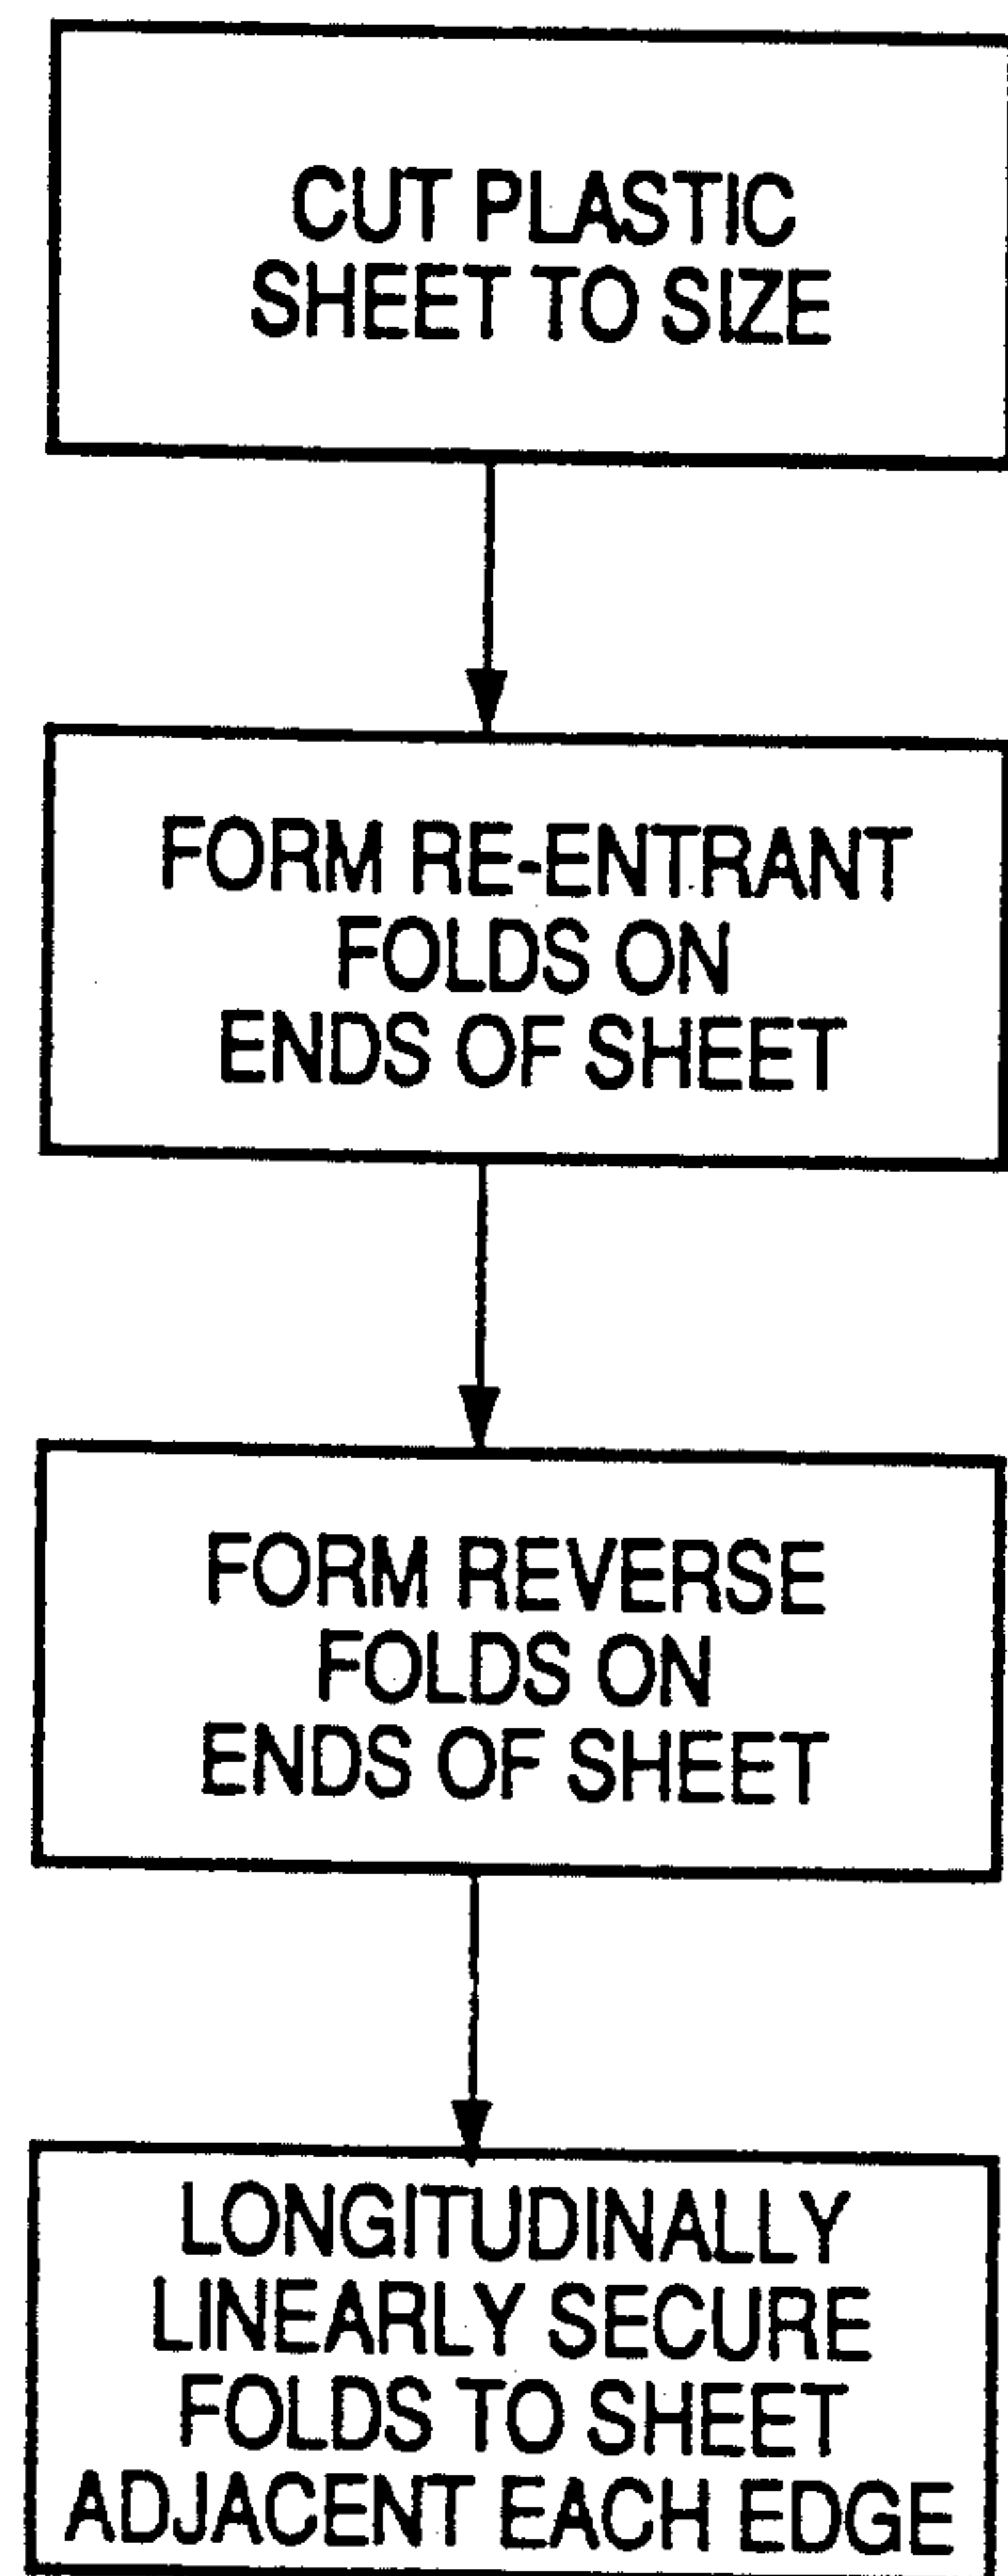 CUT PLASTIC
SHEET TO SIZE
FORM RE-ENTRANT
FOLDS ON
ENDS OF SHEET
FORM REVERSE
FOLDS ON
ENDS OF SHEET
LONGITUDINALLY
LINEARLY SECURE
FOLDS TO SHEET
ADJACENT EACH EDGE